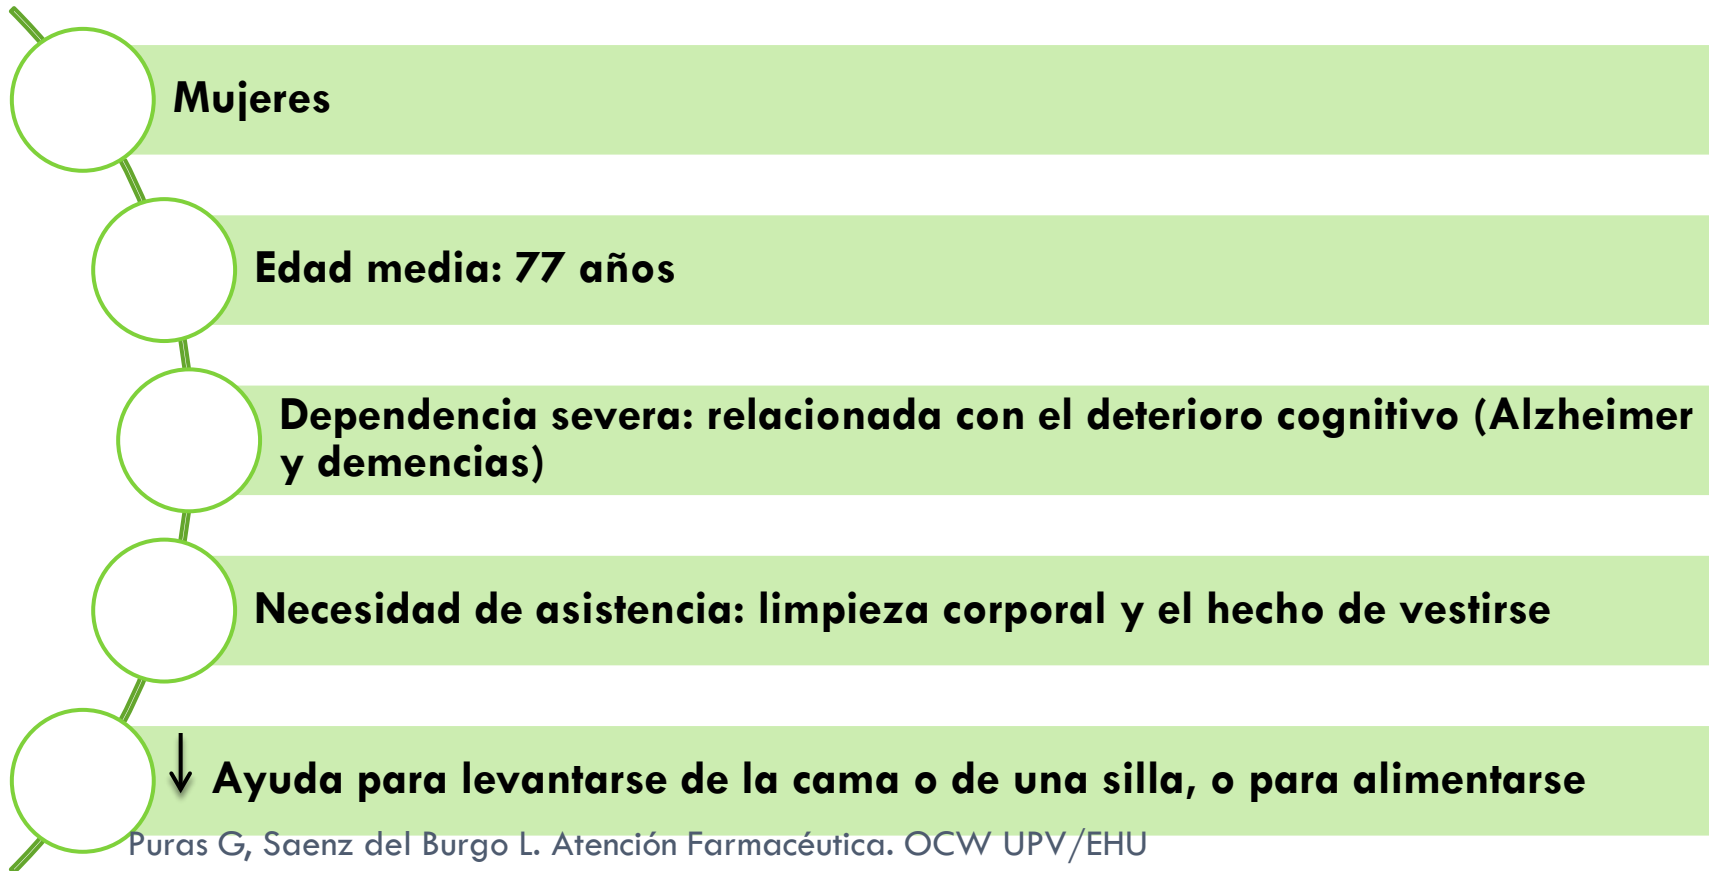 Mujeres
Edad media: 77 años
Dependencia severa: relacionada con el deterioro cognitivo (Alzheimer
y demencias)
Necesidad de asistencia: limpieza corporal y el hecho de vestirse
↓ Ayuda para levantarse de la cama o de una silla, o para alimentarse
Puras G, Saenz del Burgo L. Atención Farmacéutica. OCW UPV/EHU